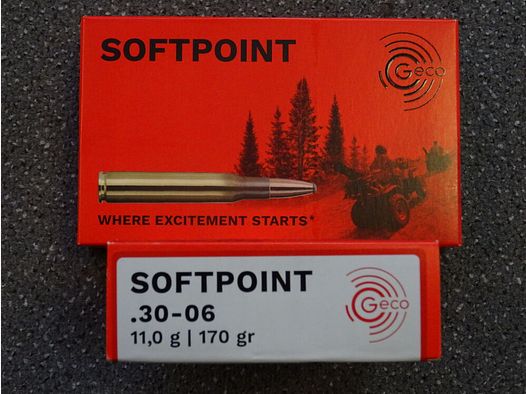 SOFTPOINT
Geco
WHERE EXCITEMENT STARTS*
SOFTPOINT
.30-06
11,0 g | 170 gr
Geco